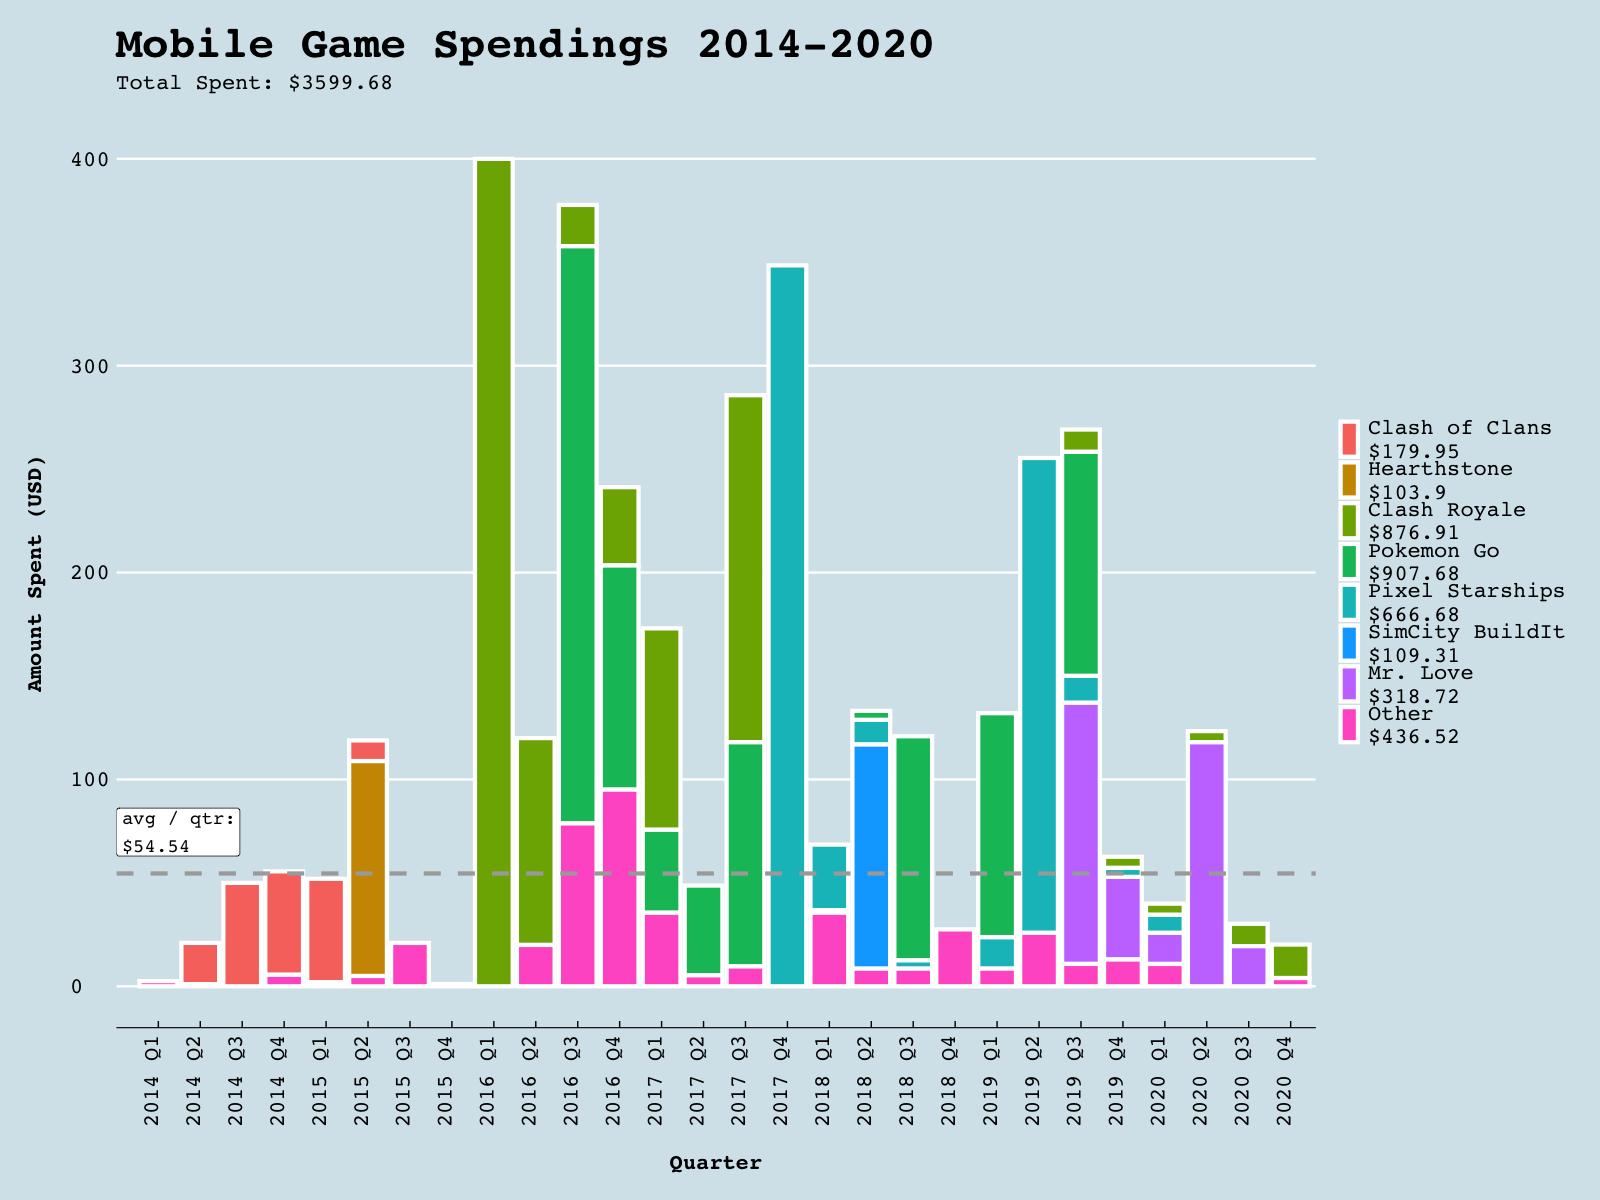 Mobile Game Spendings 2014-2020
Total Spent: $3599.68
400
300
200
100
0
Amount Spent (USD)
avg / qtr:
$54.54
Clash of Clans
$179.95
Hearthstone
$103.9
Clash Royale
$876.91
Pokemon Go
$907.68
Pixel Starships
$666.68
SimCity BuildIt
$109.31
Mr. Love
$318.72
Other
$436.52
2014 Q1
2014 Q2
2014 Q3
2014 Q4
2015 Q1
2015 Q2
2015 Q3
2015 Q4
2016 Q1
2016 Q2
2016 Q3
2016 Q4
2017 Q1
2017 Q2
2017 Q3
2017 Q4
2018 Q1
2018 Q2
2018 Q3
2018 Q4
2019 Q1
2019 Q2
2019 Q3
2019 Q4
2020 Q1
2020 Q2
2020 Q3
2020 Q4
Quarter